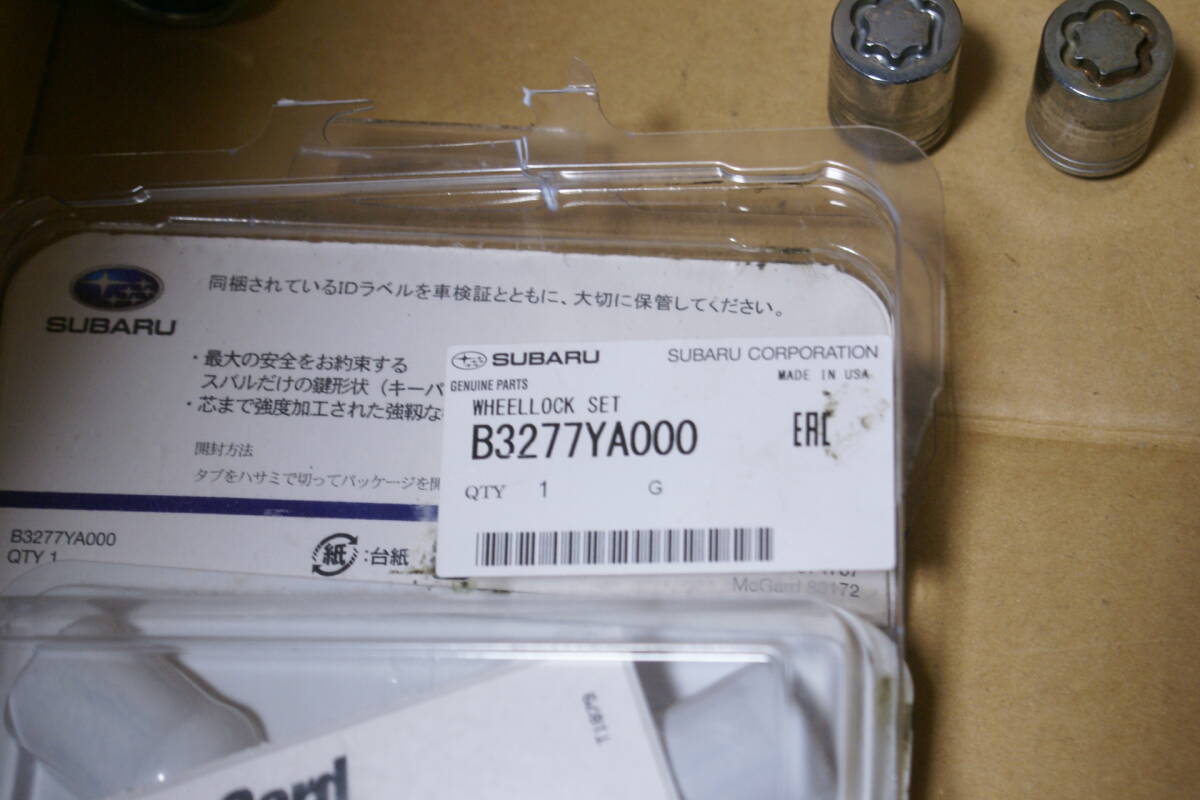 同梱されているIDラベルを車検証とともに、大切に保管してください。
SUBARU
・最大の安全をお約束する
スバルだけの鍵形状（キーパ
・芯まで強度加工された強靱な
開封方法
タブをハサミで切ってパッケージを開
SUBARU SUBARU CORPORATION
MADE IN USA
GENUINE PARTS
WHEELLOCK SET
B3277YA000 EAC
QTY 1 G
B3277YA000
QTY 1
紙:台紙
McGard